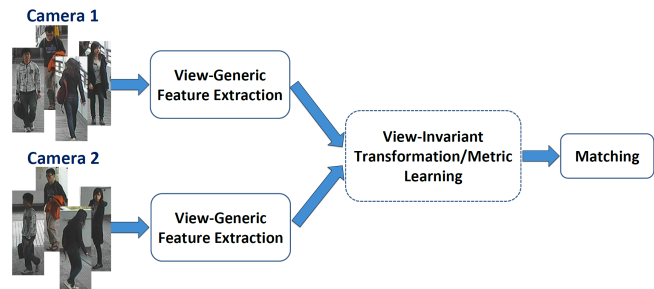 Camera 1
View-Generic
Feature Extraction
View-Invariant
Transformation/Metric
Learning
Matching
Camera 2
View-Generic
Feature Extraction